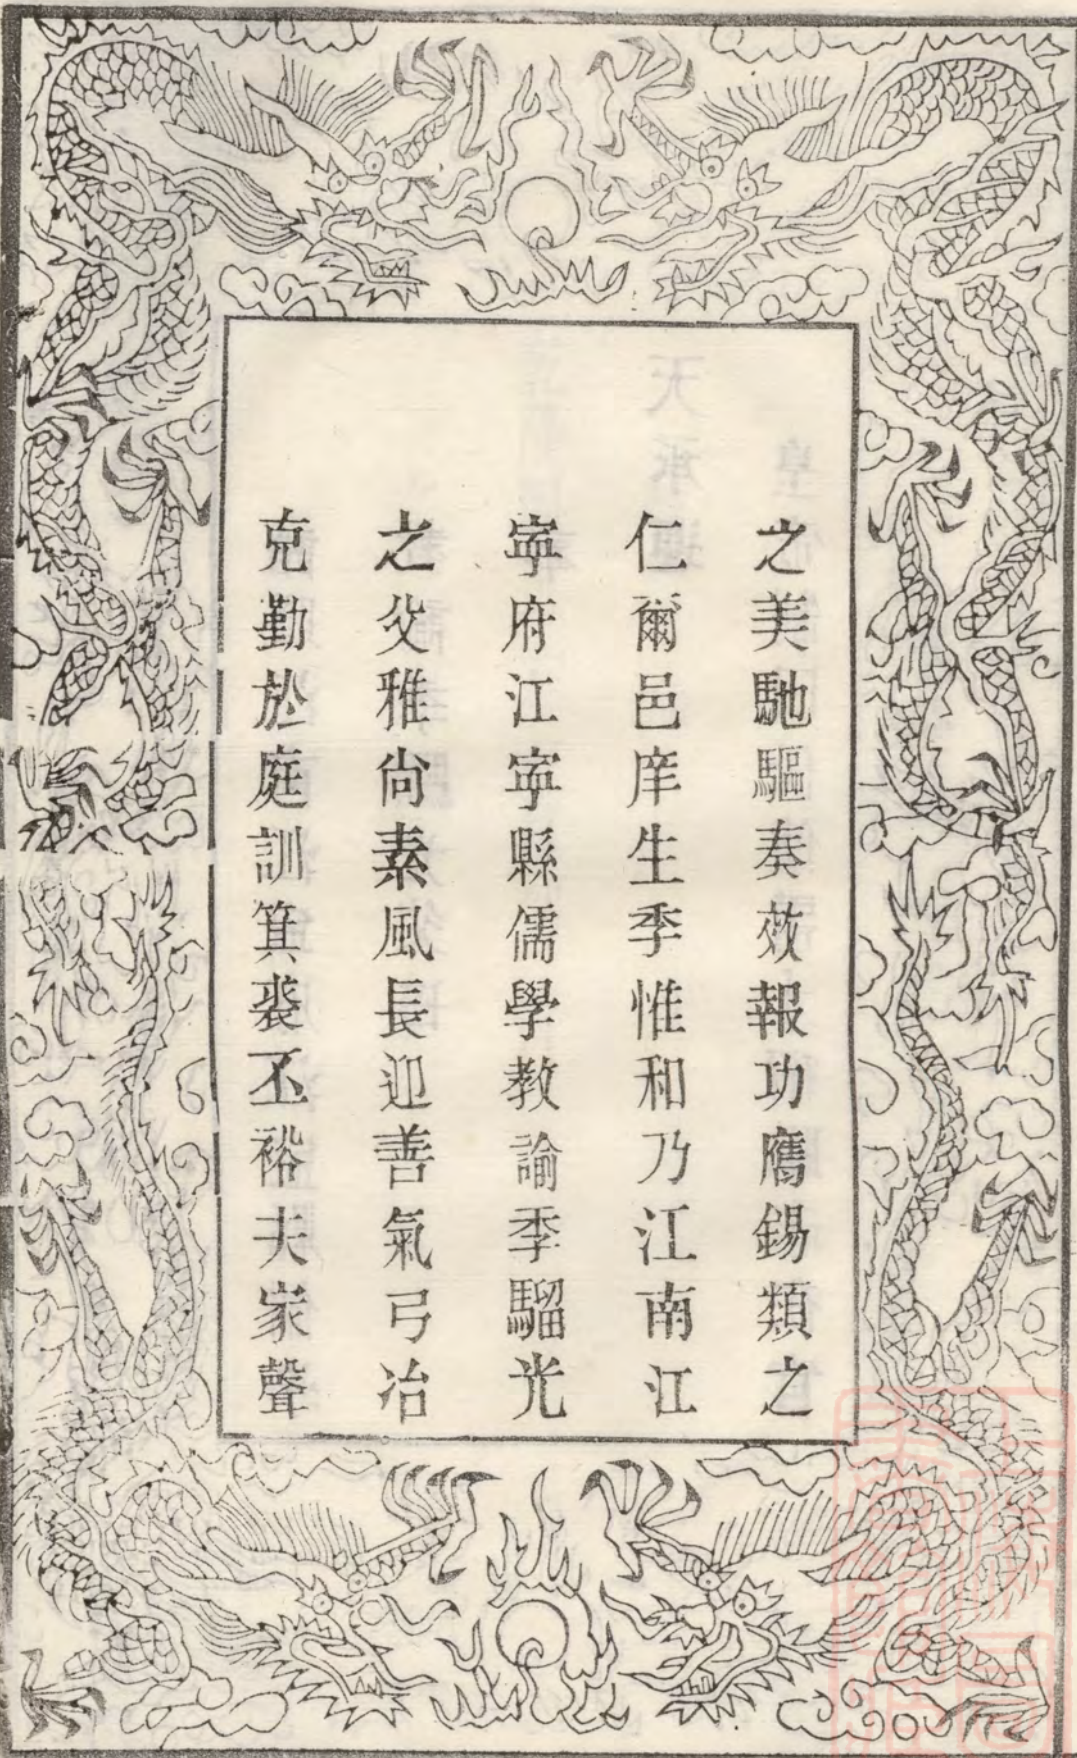 之美馳驅奏效報功膺錫類之
仁爾邑庠生季惟和乃江南江
寧府江寧縣儒學教諭季騮光
之父雅尚素風長迎善氣弓冶
克勤於庭訓箕裘丕裕夫家聲